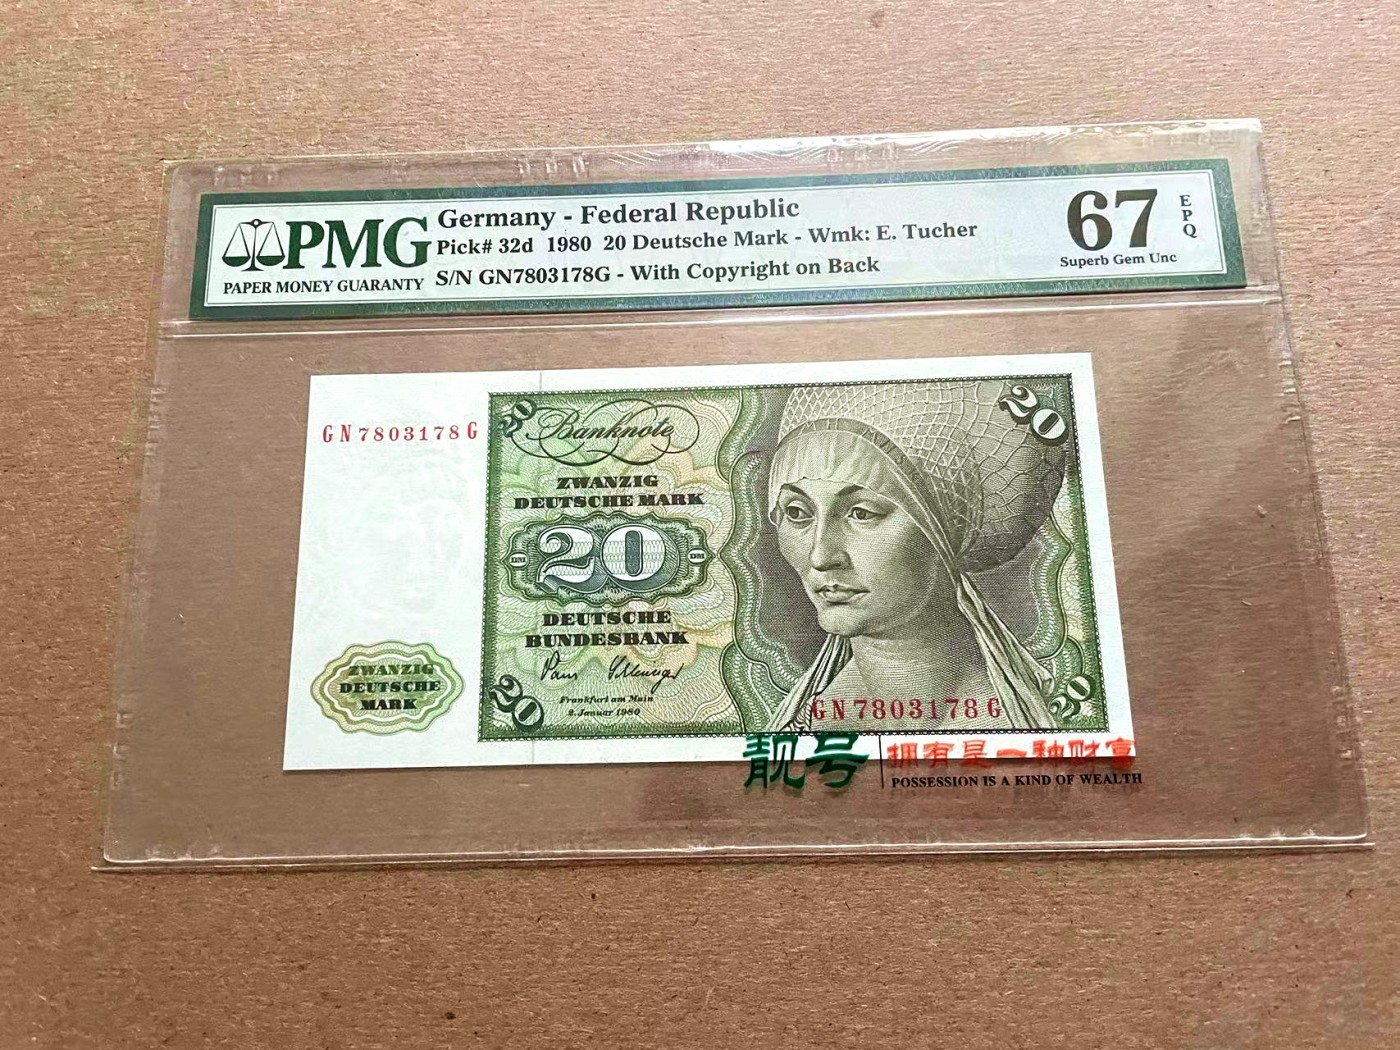 PMG
PAPER MONEY GUARANTY
Germany - Federal Republic
Pick# 32d 1980 20 Deutsche Mark - Wmk: E. Tucher
S/N GN7803178G - With Copyright on Back
67
EPQ
Superb Gem Unc
GN7803178G
20
Banknote
20
ZWANZIG
DEUTSCHE MARK
DM 20 DM
DEUTSCHE
BUNDESBANK
Frankfurt am Main
2. Januar 1980
ZWANZIG
DEUTSCHE
MARK
20
20
GN7803178G
靓号
拥有是一种财富
POSSESSION IS A KIND OF WEALTH